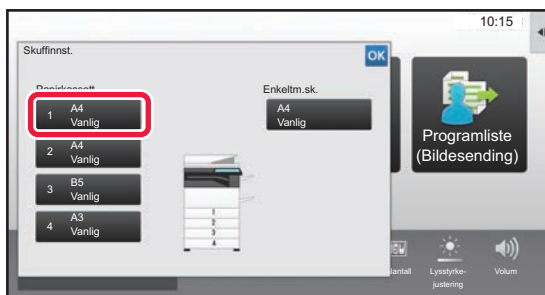 10:15
Skuffinnst.
OK
Papirkassett
Enkeltm.sk.
1 A4
Vanlig
A4
Vanlig
2 A4
Vanlig
3 B5
Vanlig
4 A3
Vanlig
1
2
3
4
Programliste
(Bildesending)
Lysstyrke-
justering
Volum